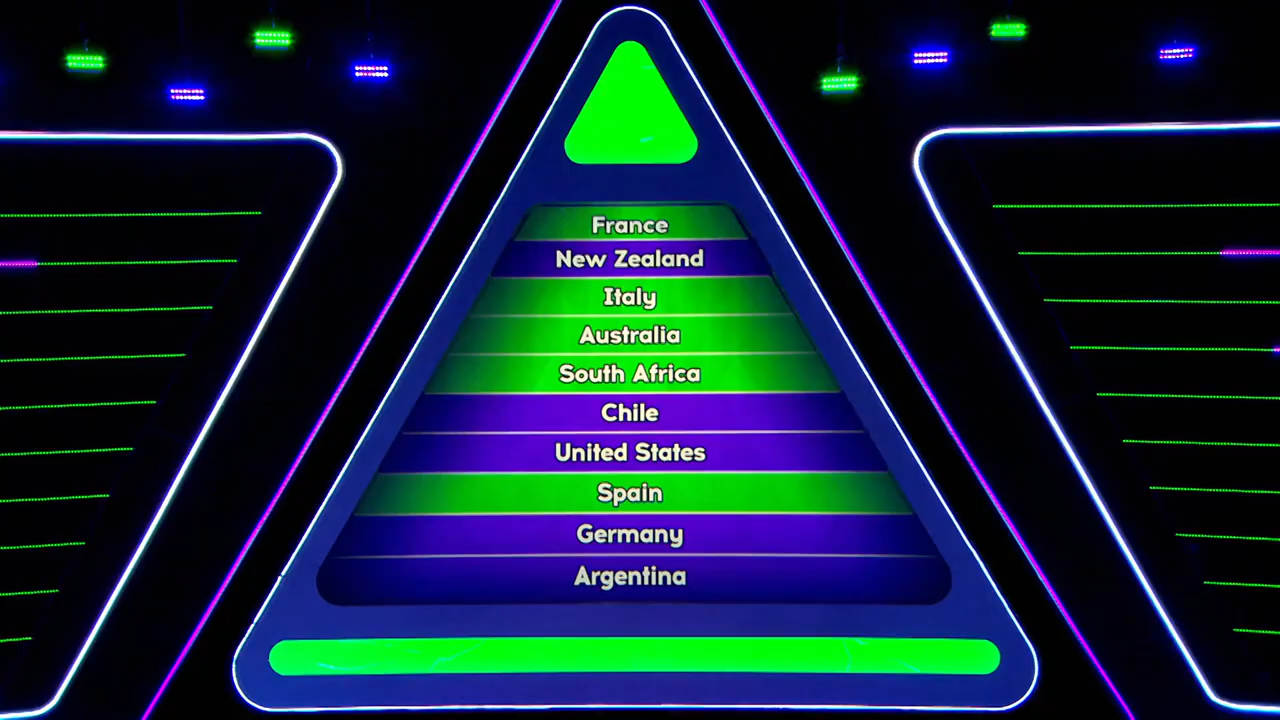 France
New Zealand
Italy
Australia
South Africa
Chile
United States
Spain
Germany
Argentina